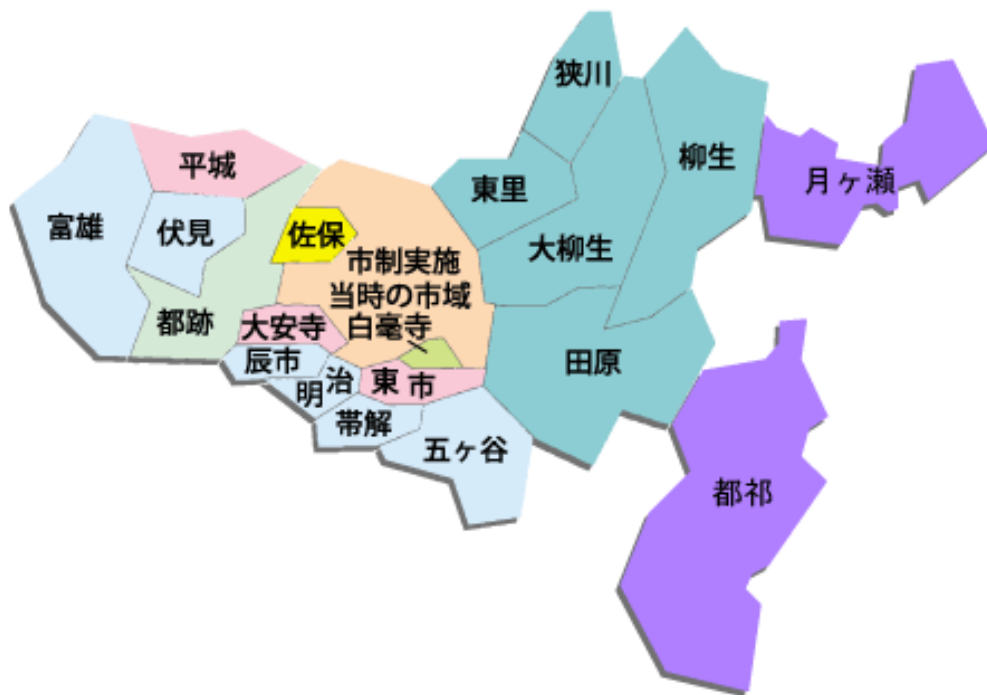 狭川
平城
柳生
東里
月ヶ瀬
富雄
伏見
佐保
大柳生
市制実施
当時の市域
都跡
大安寺
白毫寺
辰市
田原
明治
東市
帯解
五ヶ谷
都祁